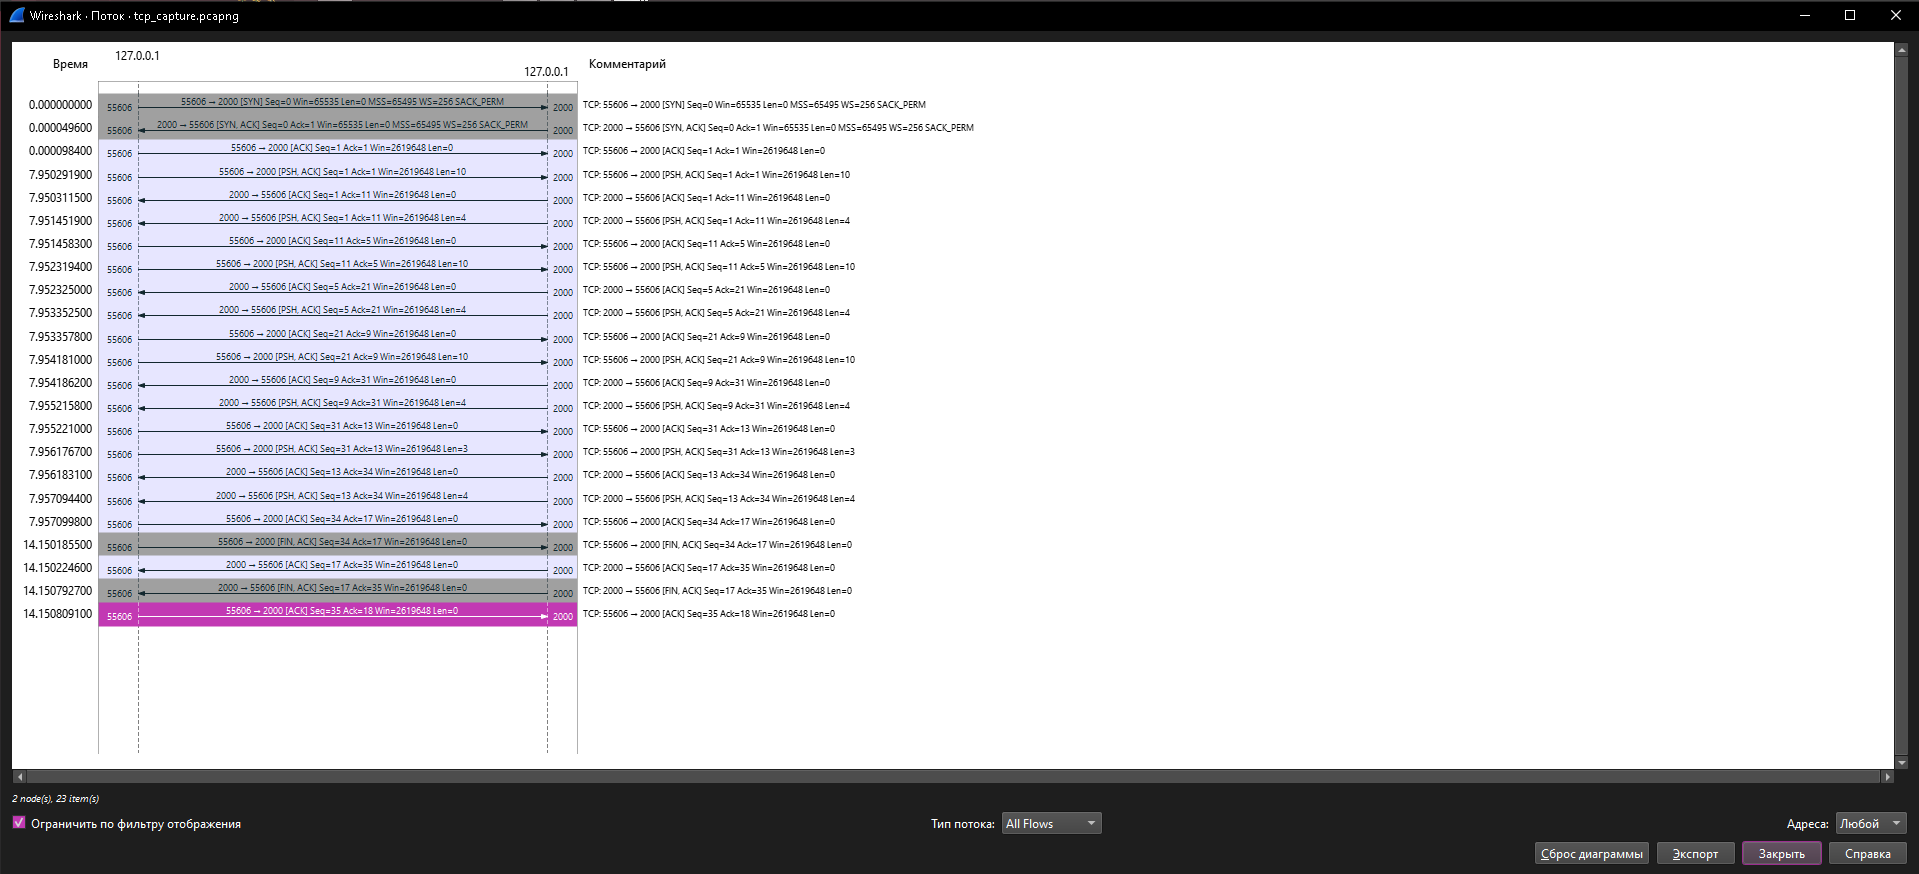 Wireshark · Поток · tcp_capture.pcapng
127.0.0.1
Время
127.0.0.1
Комментарий
0.000000000 55606 55606 → 2000 [SYN] Seq=0 Win=65535 Len=0 MSS=65495 WS=256 SACK_PERM 2000 TCP: 55606 → 2000 [SYN] Seq=0 Win=65535 Len=0 MSS=65495 WS=256 SACK_PERM
0.000049600 55606 2000 → 55606 [SYN, ACK] Seq=0 Ack=1 Win=65535 Len=0 MSS=65495 WS=256 SACK_PERM 2000 TCP: 2000 → 55606 [SYN, ACK] Seq=0 Ack=1 Win=65535 Len=0 MSS=65495 WS=256 SACK_PERM
0.000098400 55606 55606 → 2000 [ACK] Seq=1 Ack=1 Win=2619648 Len=0 2000 TCP: 55606 → 2000 [ACK] Seq=1 Ack=1 Win=2619648 Len=0
7.950291900 55606 55606 → 2000 [PSH, ACK] Seq=1 Ack=1 Win=2619648 Len=10 2000 TCP: 55606 → 2000 [PSH, ACK] Seq=1 Ack=1 Win=2619648 Len=10
7.950311500 55606 2000 → 55606 [ACK] Seq=1 Ack=11 Win=2619648 Len=0 2000 TCP: 2000 → 55606 [ACK] Seq=1 Ack=11 Win=2619648 Len=0
7.951451900 55606 2000 → 55606 [PSH, ACK] Seq=1 Ack=11 Win=2619648 Len=4 2000 TCP: 2000 → 55606 [PSH, ACK] Seq=1 Ack=11 Win=2619648 Len=4
7.951458300 55606 55606 → 2000 [ACK] Seq=11 Ack=5 Win=2619648 Len=0 2000 TCP: 55606 → 2000 [ACK] Seq=11 Ack=5 Win=2619648 Len=0
7.952319400 55606 55606 → 2000 [PSH, ACK] Seq=11 Ack=5 Win=2619648 Len=10 2000 TCP: 55606 → 2000 [PSH, ACK] Seq=11 Ack=5 Win=2619648 Len=10
7.952325000 55606 2000 → 55606 [ACK] Seq=5 Ack=21 Win=2619648 Len=0 2000 TCP: 2000 → 55606 [ACK] Seq=5 Ack=21 Win=2619648 Len=0
7.953352500 55606 2000 → 55606 [PSH, ACK] Seq=5 Ack=21 Win=2619648 Len=4 2000 TCP: 2000 → 55606 [PSH, ACK] Seq=5 Ack=21 Win=2619648 Len=4
7.953357800 55606 55606 → 2000 [ACK] Seq=21 Ack=9 Win=2619648 Len=0 2000 TCP: 55606 → 2000 [ACK] Seq=21 Ack=9 Win=2619648 Len=0
7.954181000 55606 55606 → 2000 [PSH, ACK] Seq=21 Ack=9 Win=2619648 Len=10 2000 TCP: 55606 → 2000 [PSH, ACK] Seq=21 Ack=9 Win=2619648 Len=10
7.954186200 55606 2000 → 55606 [ACK] Seq=9 Ack=31 Win=2619648 Len=0 2000 TCP: 2000 → 55606 [ACK] Seq=9 Ack=31 Win=2619648 Len=0
7.955215800 55606 2000 → 55606 [PSH, ACK] Seq=9 Ack=31 Win=2619648 Len=4 2000 TCP: 2000 → 55606 [PSH, ACK] Seq=9 Ack=31 Win=2619648 Len=4
7.955221000 55606 55606 → 2000 [ACK] Seq=31 Ack=13 Win=2619648 Len=0 2000 TCP: 55606 → 2000 [ACK] Seq=31 Ack=13 Win=2619648 Len=0
7.956176700 55606 55606 → 2000 [PSH, ACK] Seq=31 Ack=13 Win=2619648 Len=3 2000 TCP: 55606 → 2000 [PSH, ACK] Seq=31 Ack=13 Win=2619648 Len=3
7.956183100 55606 2000 → 55606 [ACK] Seq=13 Ack=34 Win=2619648 Len=0 2000 TCP: 2000 → 55606 [ACK] Seq=13 Ack=34 Win=2619648 Len=0
7.957094400 55606 2000 → 55606 [PSH, ACK] Seq=13 Ack=34 Win=2619648 Len=4 2000 TCP: 2000 → 55606 [PSH, ACK] Seq=13 Ack=34 Win=2619648 Len=4
7.957099800 55606 55606 → 2000 [ACK] Seq=34 Ack=17 Win=2619648 Len=0 2000 TCP: 55606 → 2000 [ACK] Seq=34 Ack=17 Win=2619648 Len=0
14.150185500 55606 55606 → 2000 [FIN, ACK] Seq=34 Ack=17 Win=2619648 Len=0 2000 TCP: 55606 → 2000 [FIN, ACK] Seq=34 Ack=17 Win=2619648 Len=0
14.150224600 55606 2000 → 55606 [ACK] Seq=17 Ack=35 Win=2619648 Len=0 2000 TCP: 2000 → 55606 [ACK] Seq=17 Ack=35 Win=2619648 Len=0
14.150792700 55606 2000 → 55606 [FIN, ACK] Seq=17 Ack=35 Win=2619648 Len=0 2000 TCP: 2000 → 55606 [FIN, ACK] Seq=17 Ack=35 Win=2619648 Len=0
14.150809100 55606 55606 → 2000 [ACK] Seq=35 Ack=18 Win=2619648 Len=0 2000 TCP: 55606 → 2000 [ACK] Seq=35 Ack=18 Win=2619648 Len=0
2 node(s), 23 item(s)
Ограничить по фильтру отображения Тип потока: All Flows Адреса: Любой
Сброс диаграммы Экспорт Закрыть Справка